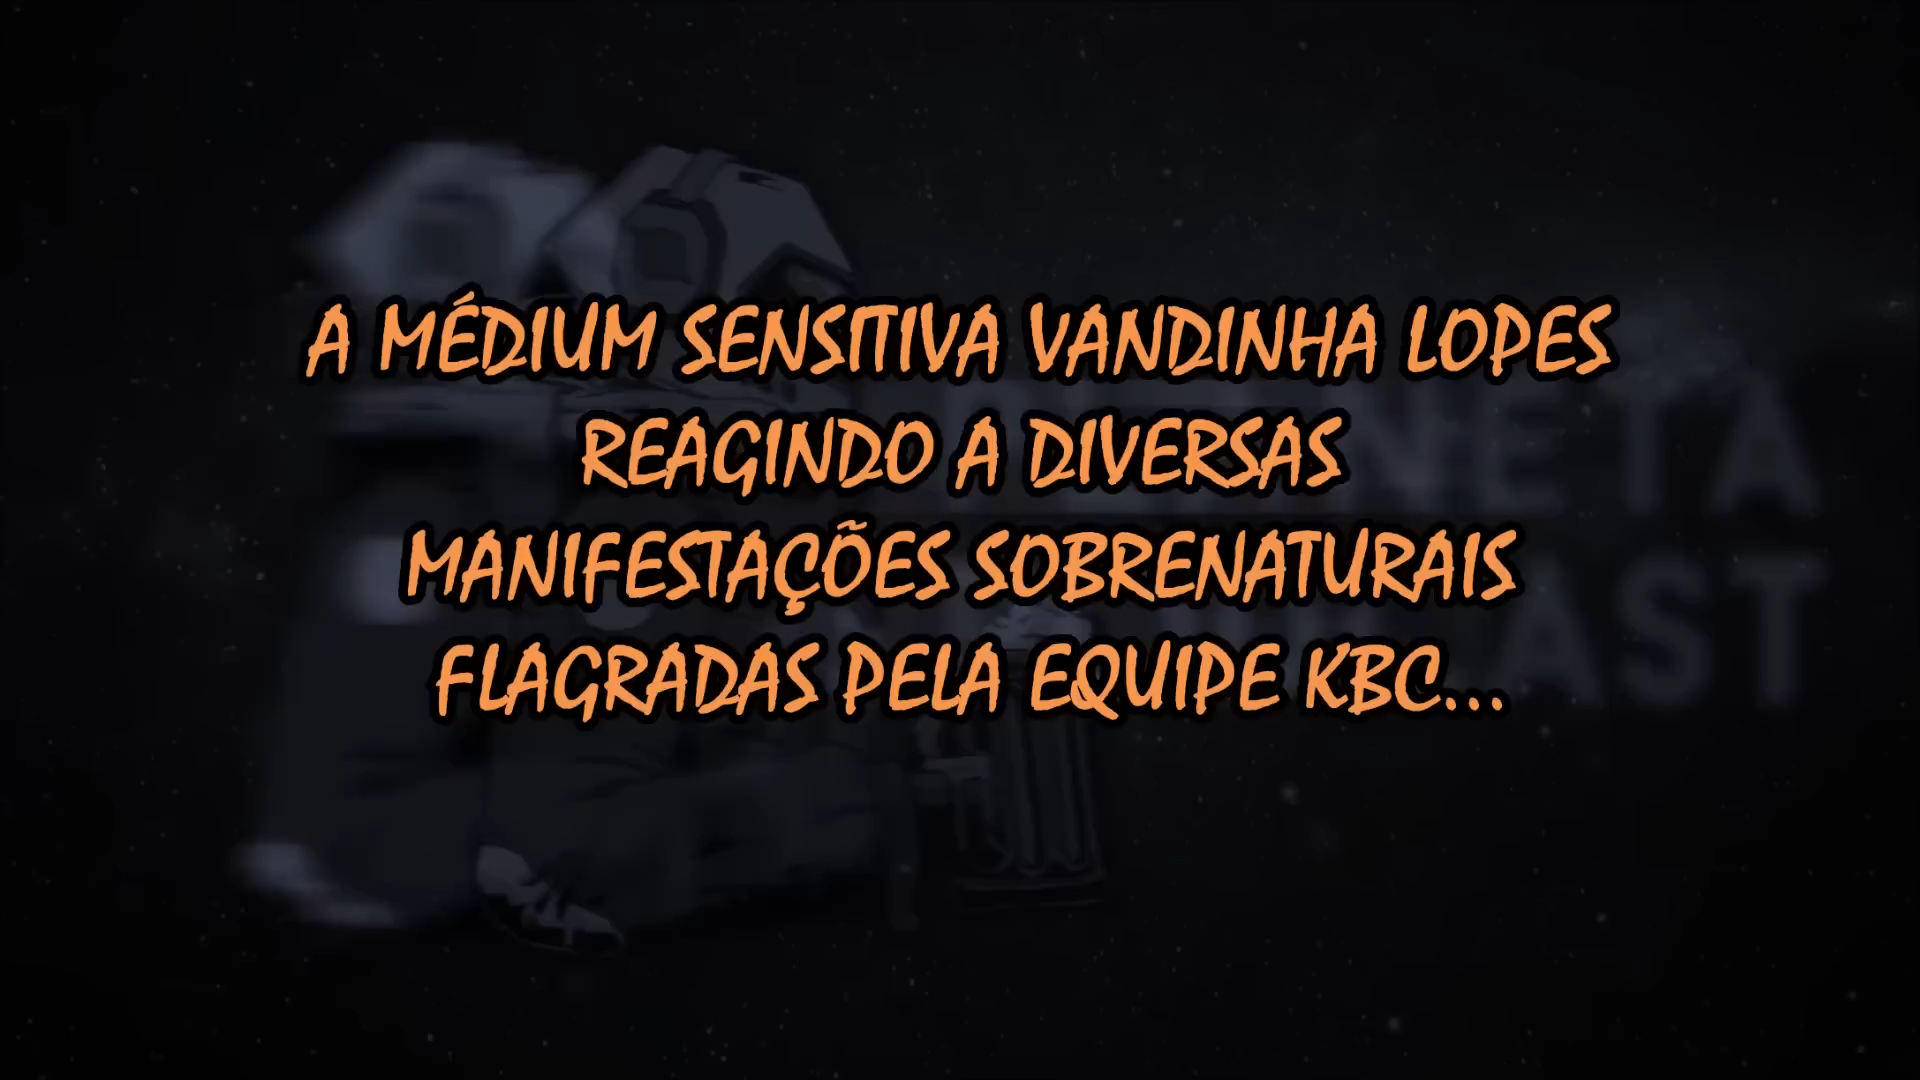 A MÉDIUM SENSITIVA VANDINHA LOPES
REAGINDO A DIVERSAS
MANIFESTAÇÕES SOBRENATURAIS
FLAGRADAS PELA EQUIPE KBC...